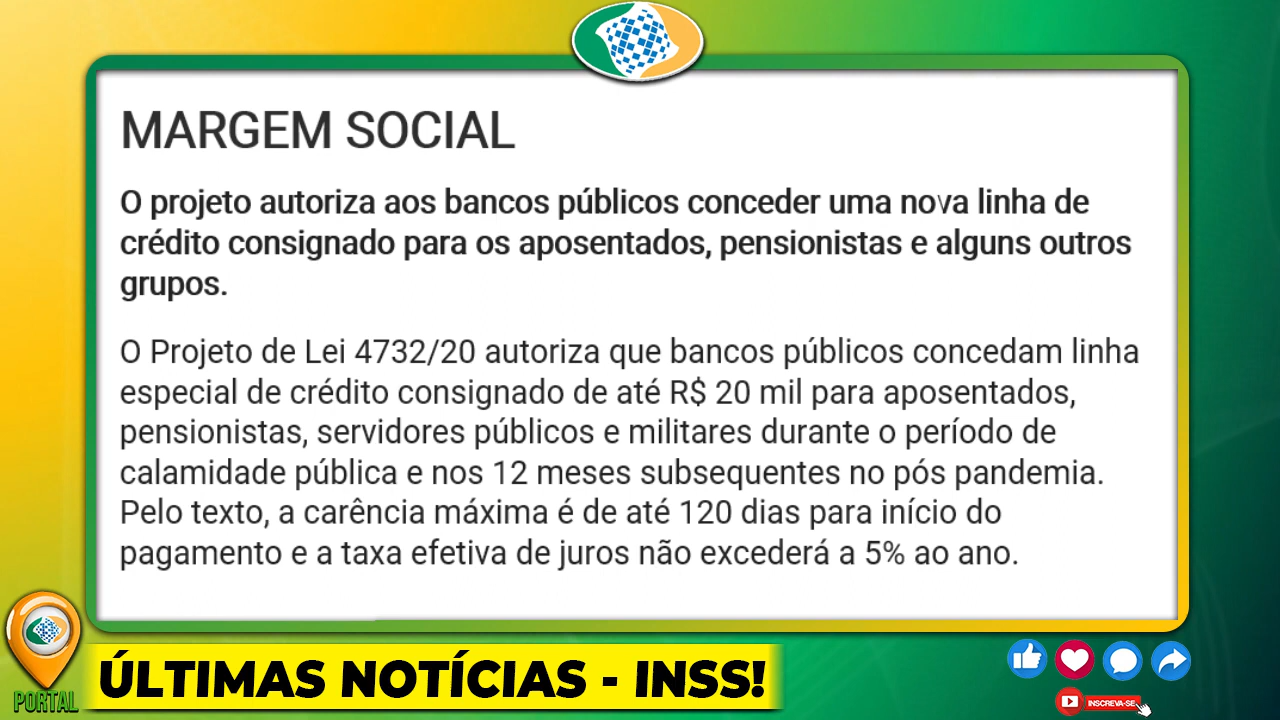 MARGEM SOCIAL
O projeto autoriza aos bancos públicos conceder uma nova linha de
crédito consignado para os aposentados, pensionistas e alguns outros
grupos.
O Projeto de Lei 4732/20 autoriza que bancos públicos concedam linha
especial de crédito consignado de até R$ 20 mil para aposentados,
pensionistas, servidores públicos e militares durante o período de
calamidade pública e nos 12 meses subsequentes no pós pandemia.
Pelo texto, a carência máxima é de até 120 dias para início do
pagamento e a taxa efetiva de juros não excederá a 5% ao ano.
PORTAL
ÚLTIMAS NOTÍCIAS - INSS!
INSCREVA-SE